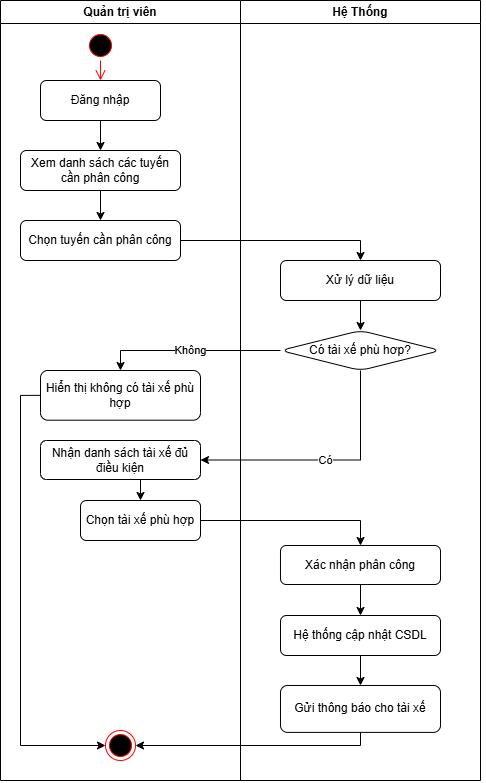 Quản trị viên
Hệ Thống
Đăng nhập
Xem danh sách các tuyến
cần phân công
Chọn tuyến cần phân công
Xử lý dữ liệu
Có tài xế phù hợp?
Không
Hiển thị không có tài xế phù
hợp
Nhận danh sách tài xế đủ
điều kiện
Có
Chọn tài xế phù hợp
Xác nhận phân công
Hệ thống cập nhật CSDL
Gửi thông báo cho tài xế